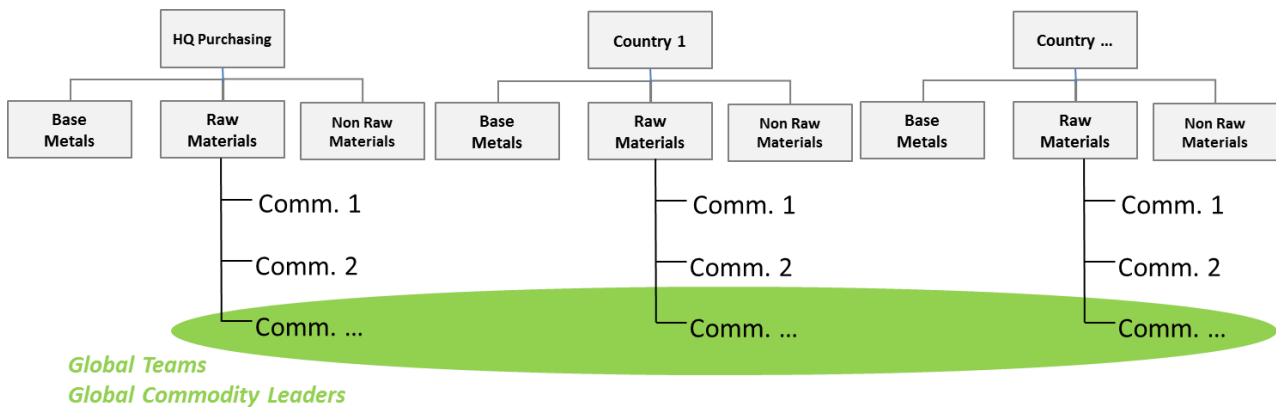 HQ Purchasing
Country 1
Country ...
Base
Metals
Raw
Materials
Non Raw
Materials
Base
Metals
Raw
Materials
Non Raw
Materials
Base
Metals
Raw
Materials
Non Raw
Materials
Comm. 1
Comm. 1
Comm. 1
Comm. 2
Comm. 2
Comm. 2
Comm. ...
Comm. ...
Comm. ...
Global Teams
Global Commodity Leaders